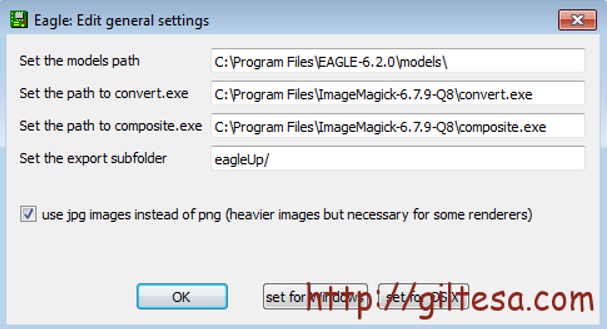 Eagle: Edit general settings
Set the models path C:\Program Files\EAGLE-6.2.0\models\
Set the path to convert.exe C:\Program Files\ImageMagick-6.7.9-Q8\convert.exe
Set the path to composite.exe C:\Program Files\ImageMagick-6.7.9-Q8\composite.exe
Set the export subfolder eagleUp/
use jpg images instead of png (heavier images but necessary for some renderers)
OK set for Windows set for OS X
http://giltesa.com